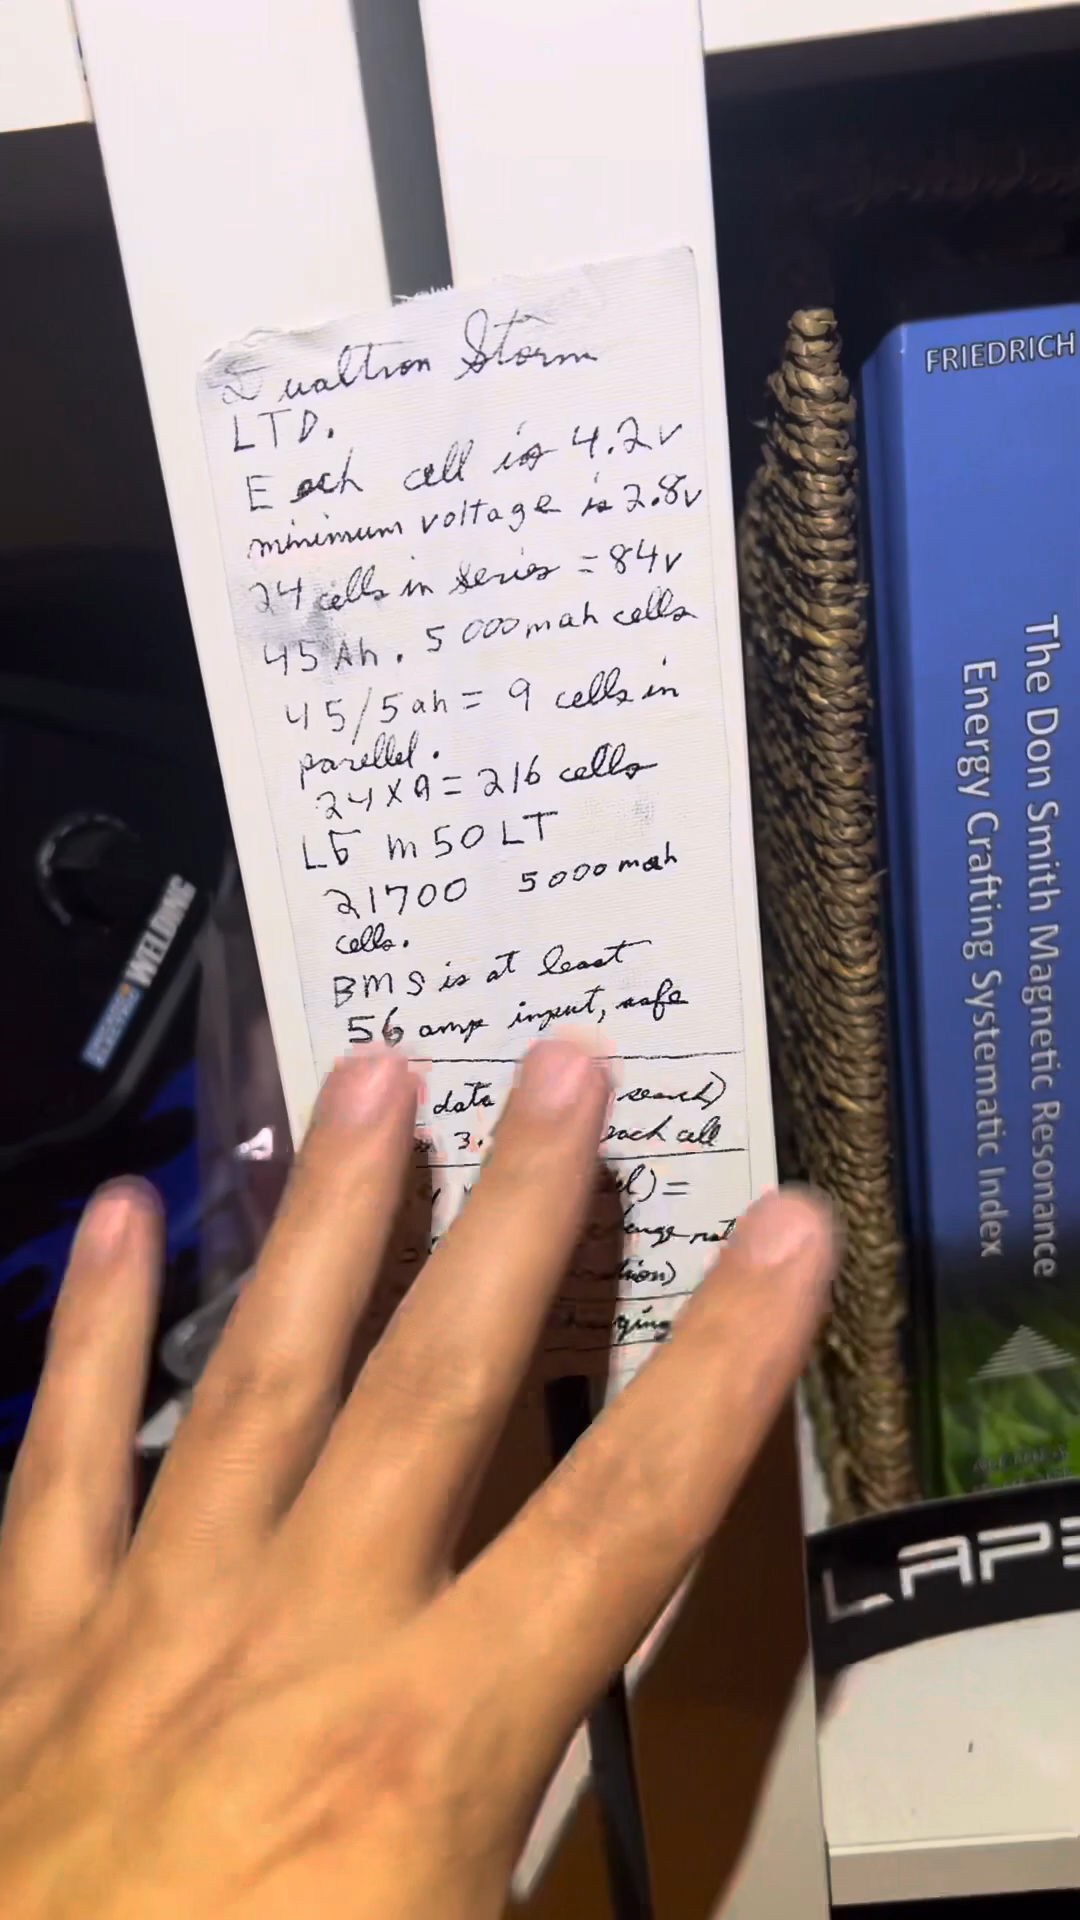 Dualtron Storm
LTD.
Each cell is 4.2v
minimum voltage is 2.8v
24 cells in series = 84v
45 Ah. 5000mah cells
45/5ah = 9 cells in
parellel.
24 X 9 = 216 cells
LG M50LT
21700 5000mah
cells.
BMS is at least
56 amp input, safe
data search)
3. each cell
=
not
FRIEDRICH
The Don Smith Magnetic Resonance
Energy Crafting Systematic Index
WELDING